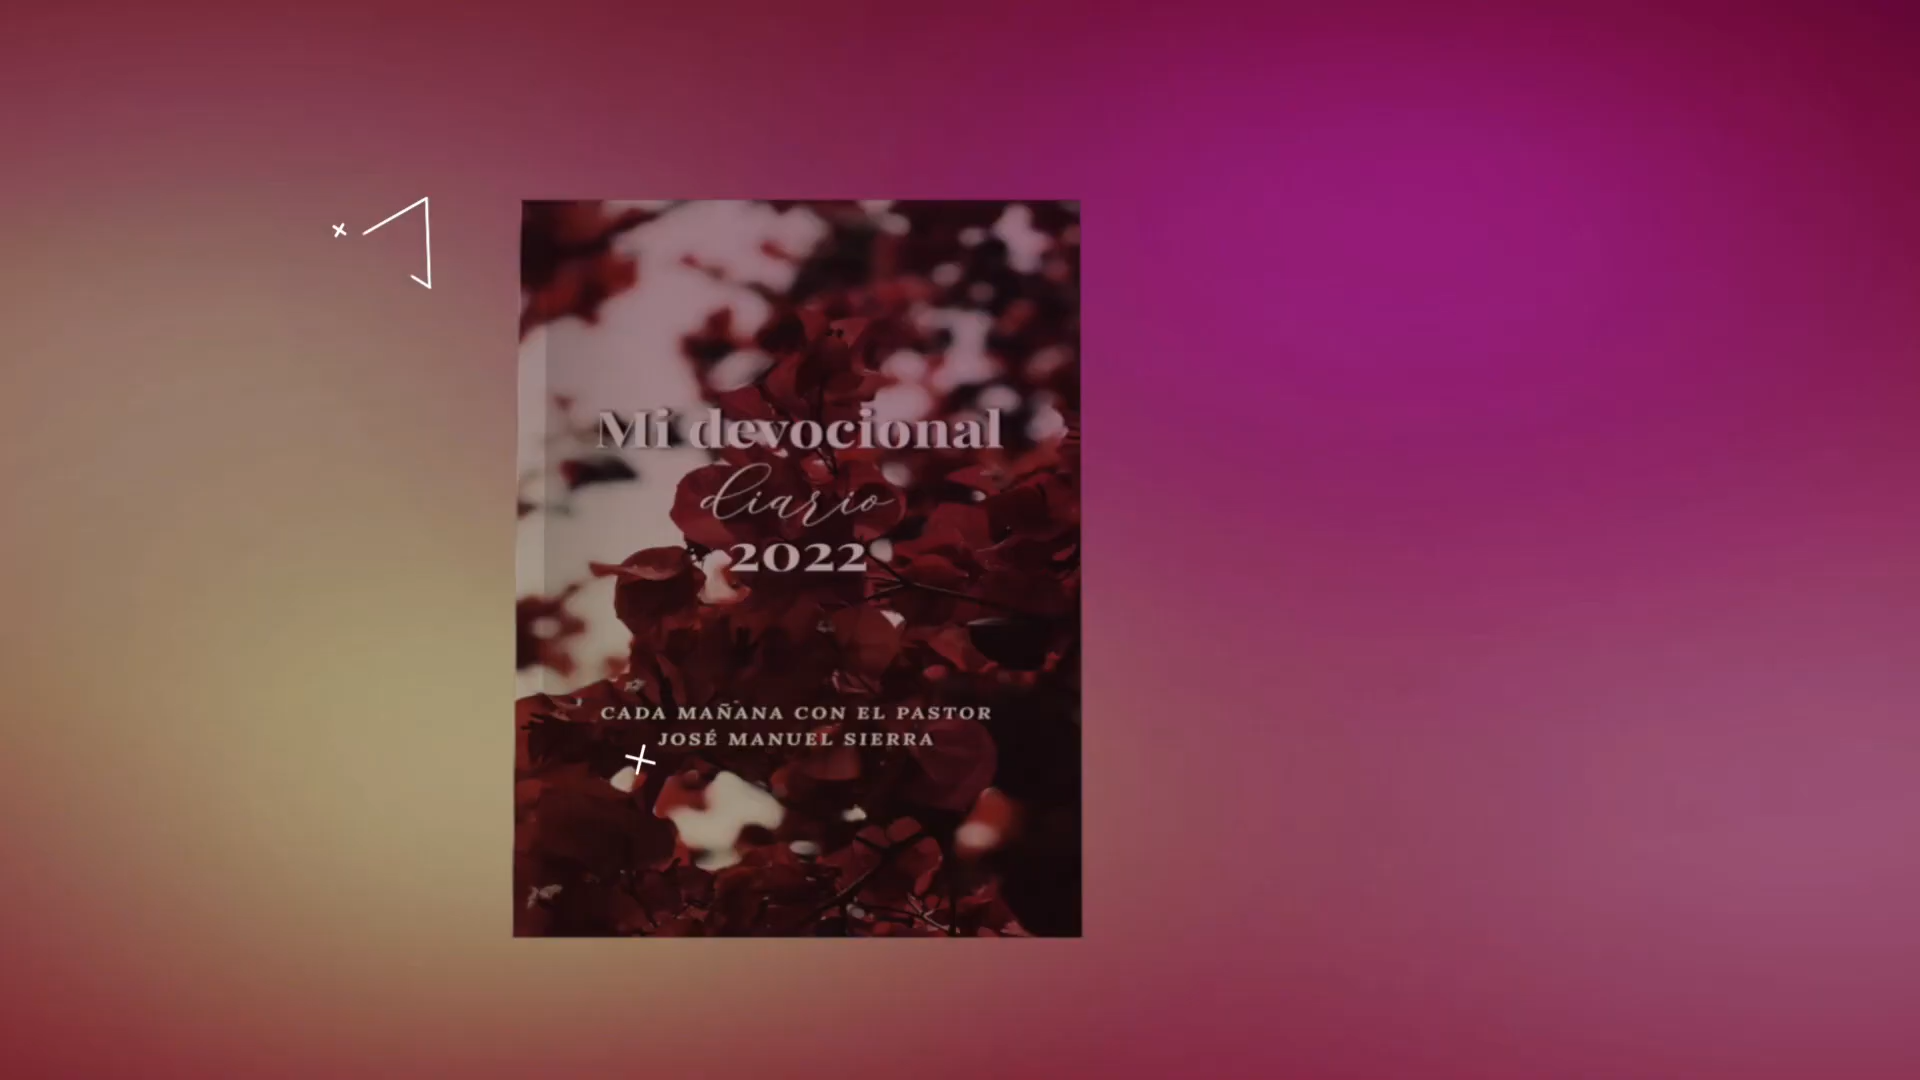 Mi devocional
diario
2022
CADA MAÑANA CON EL PASTOR
JOSÉ MANUEL SIERRA